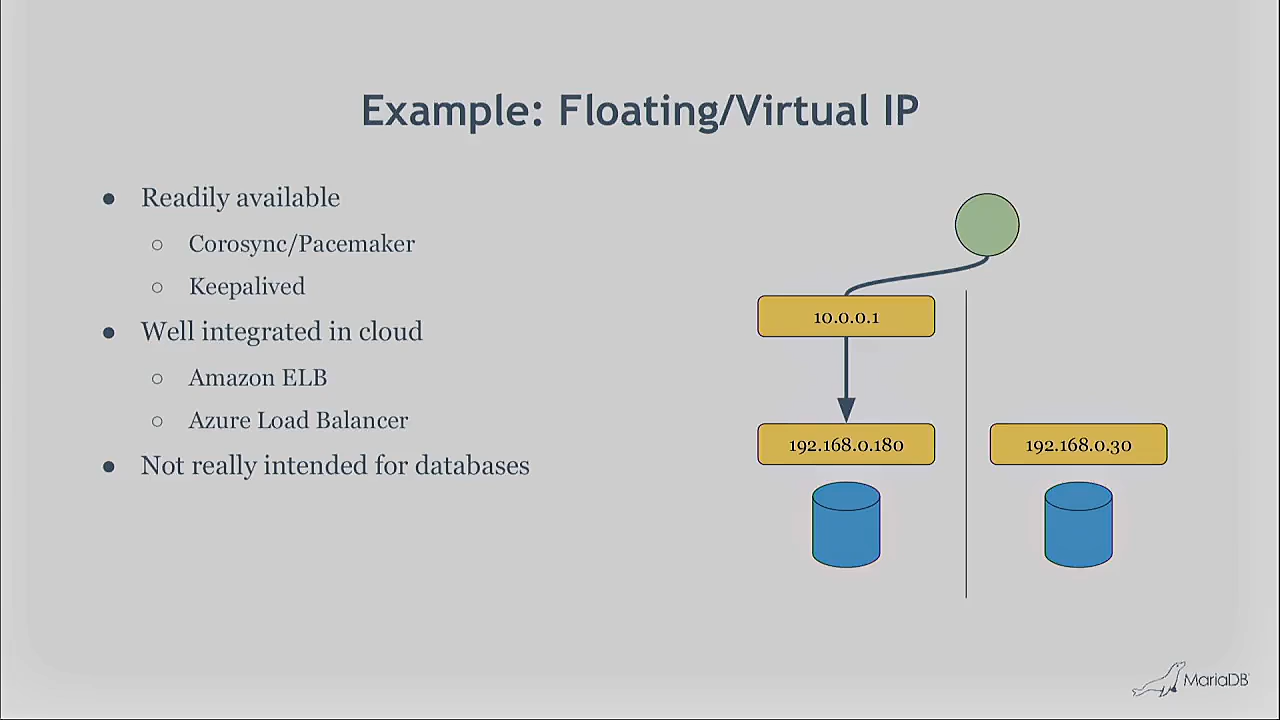 Example: Floating/Virtual IP
Readily available
Corosync/Pacemaker
Keepalived
Well integrated in cloud
Amazon ELB
Azure Load Balancer
Not really intended for databases
10.0.0.1
192.168.0.180
192.168.0.30
MariaDB